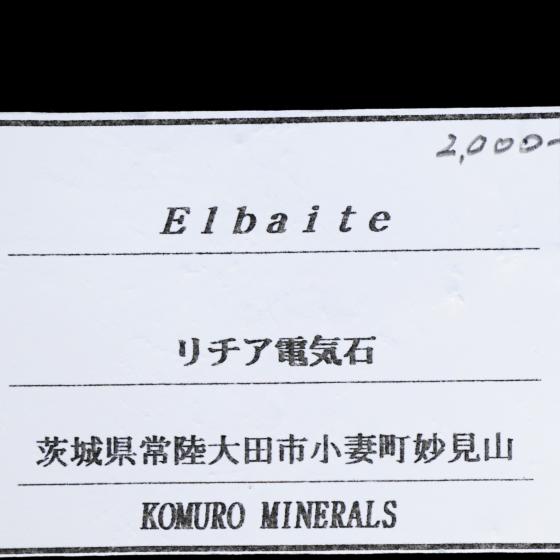 2,000-
Elbaite
リチア電気石
茨城県常陸大田市小妻町妙見山
KOMURO MINERALS